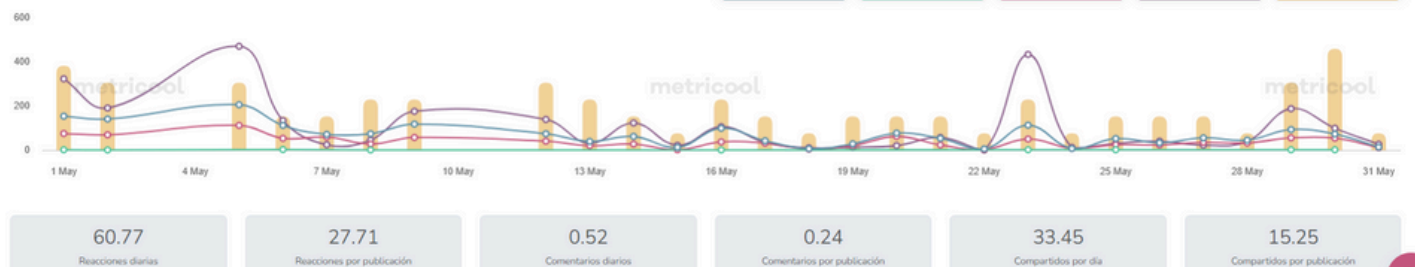 600
400
metricool metricool metricool
200
0
1 May 4 May 7 May 10 May 13 May 16 May 19 May 22 May 25 May 28 May 31 May
60.77 27.71 0.52 0.24 33.45 15.25
Reacciones diarias Reacciones por publicación Comentarios diarios Comentarios por publicación Compartidos por día Compartidos por publicación